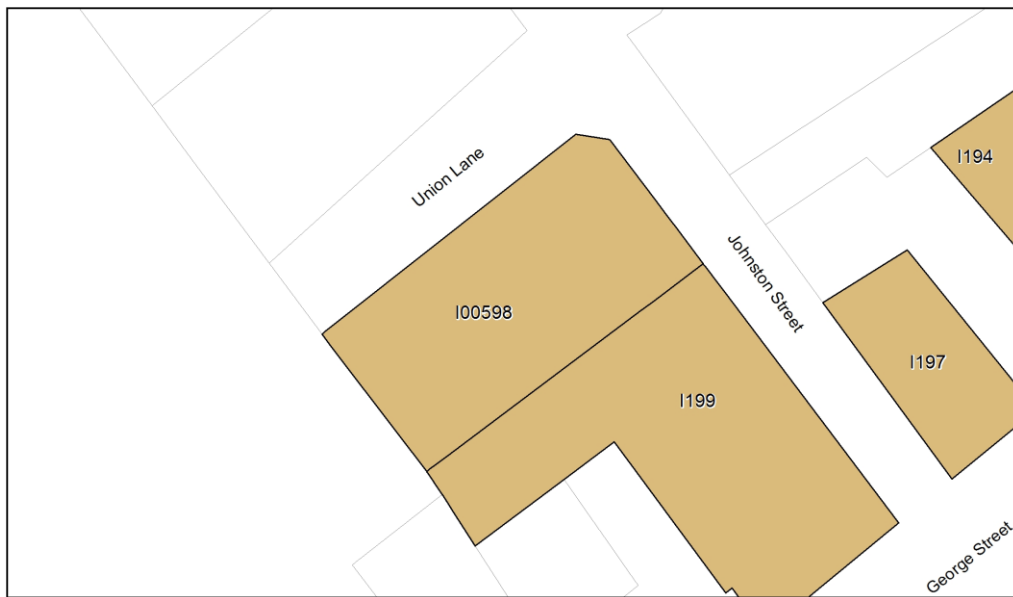 I194
Union Lane
Johnston Street
I00598
I197
I199
George Street